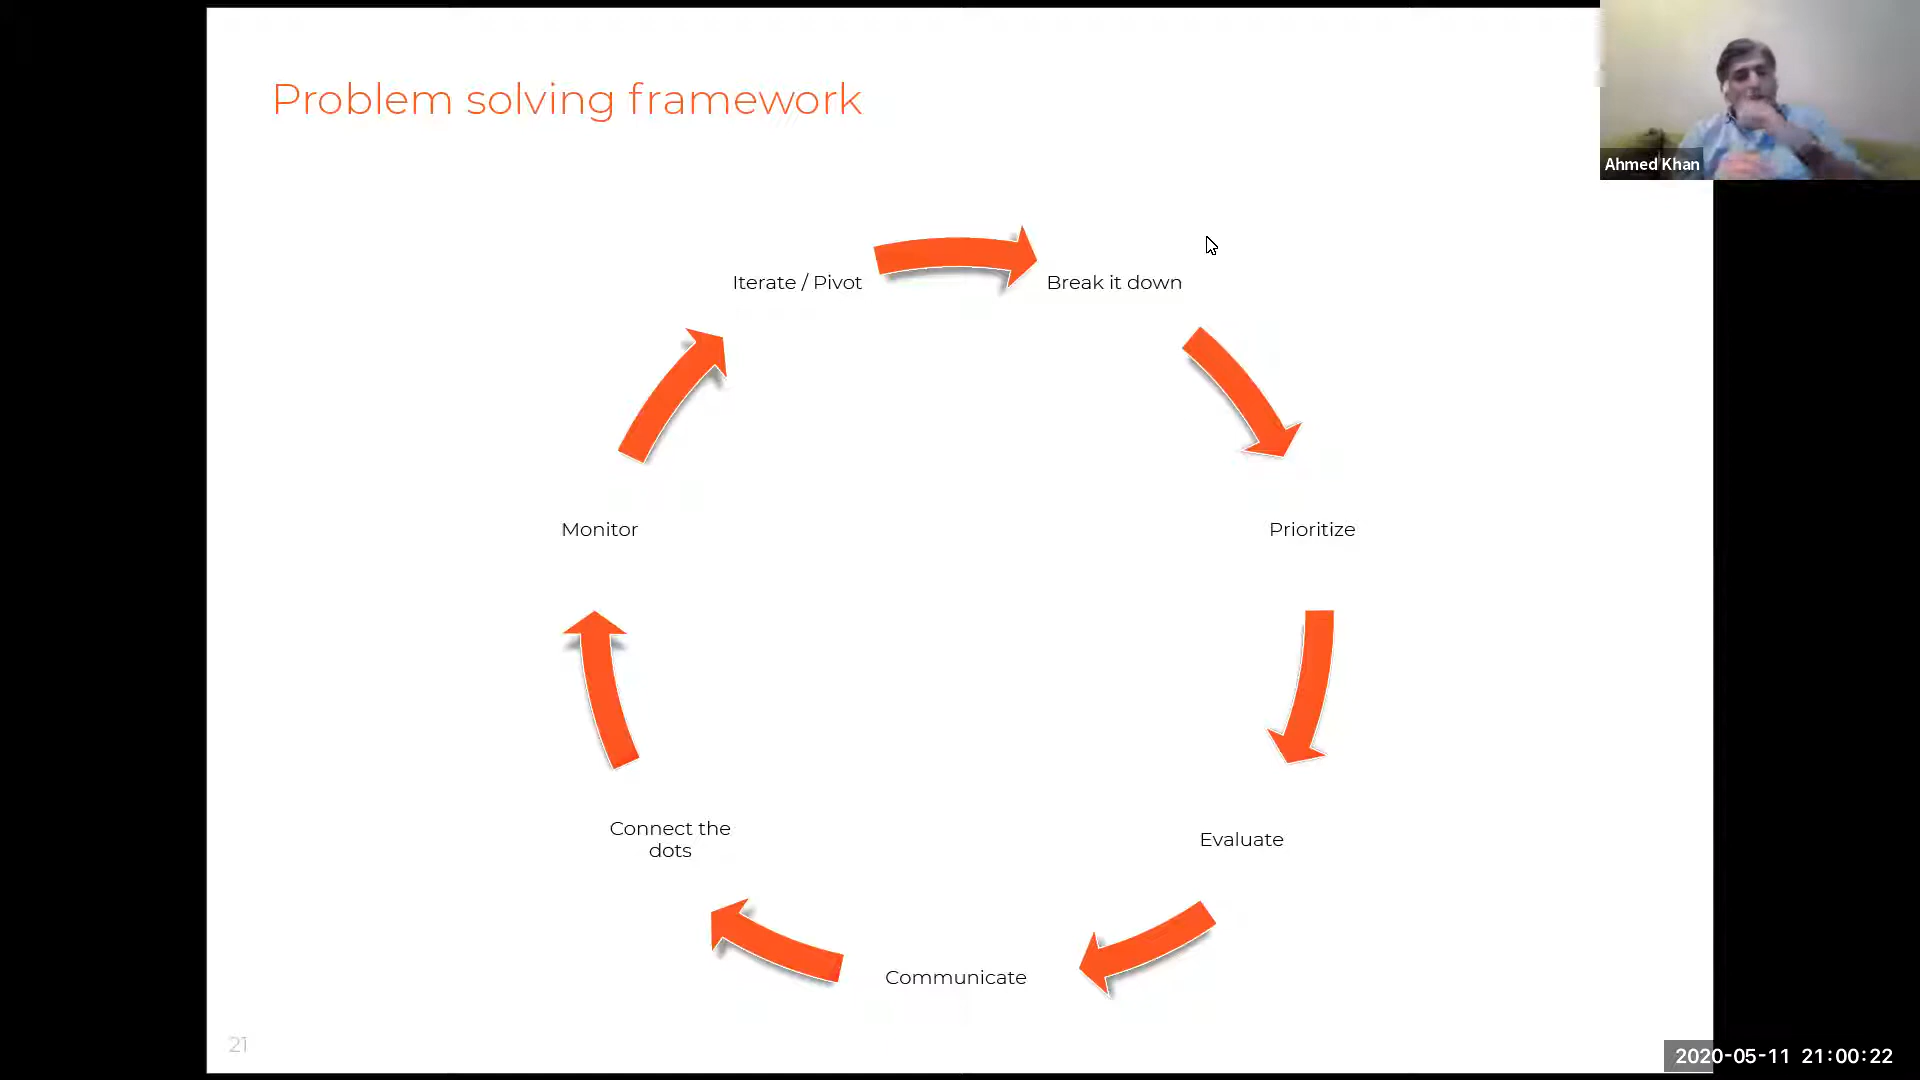 Problem solving framework
Ahmed Khan
Iterate / Pivot
Break it down
Monitor
Prioritize
Connect the
dots
Evaluate
Communicate
21
2020-05-11 21:00:22